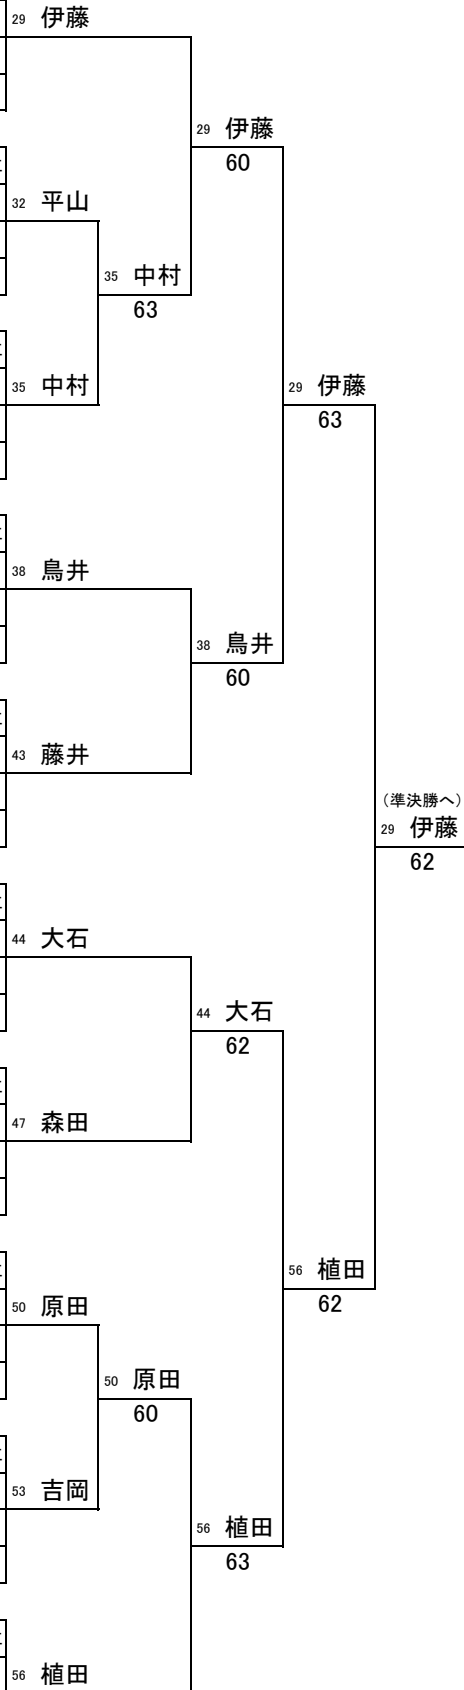 29 伊藤
29 伊藤
60
32 平山
35 中村
63
35 中村
29 伊藤
63
38 鳥井
38 鳥井
60
43 藤井
（準決勝へ）
29 伊藤
62
44 大石
44 大石
62
47 森田
56 植田
62
50 原田
50 原田
60
53 吉岡
56 植田
63
56 植田